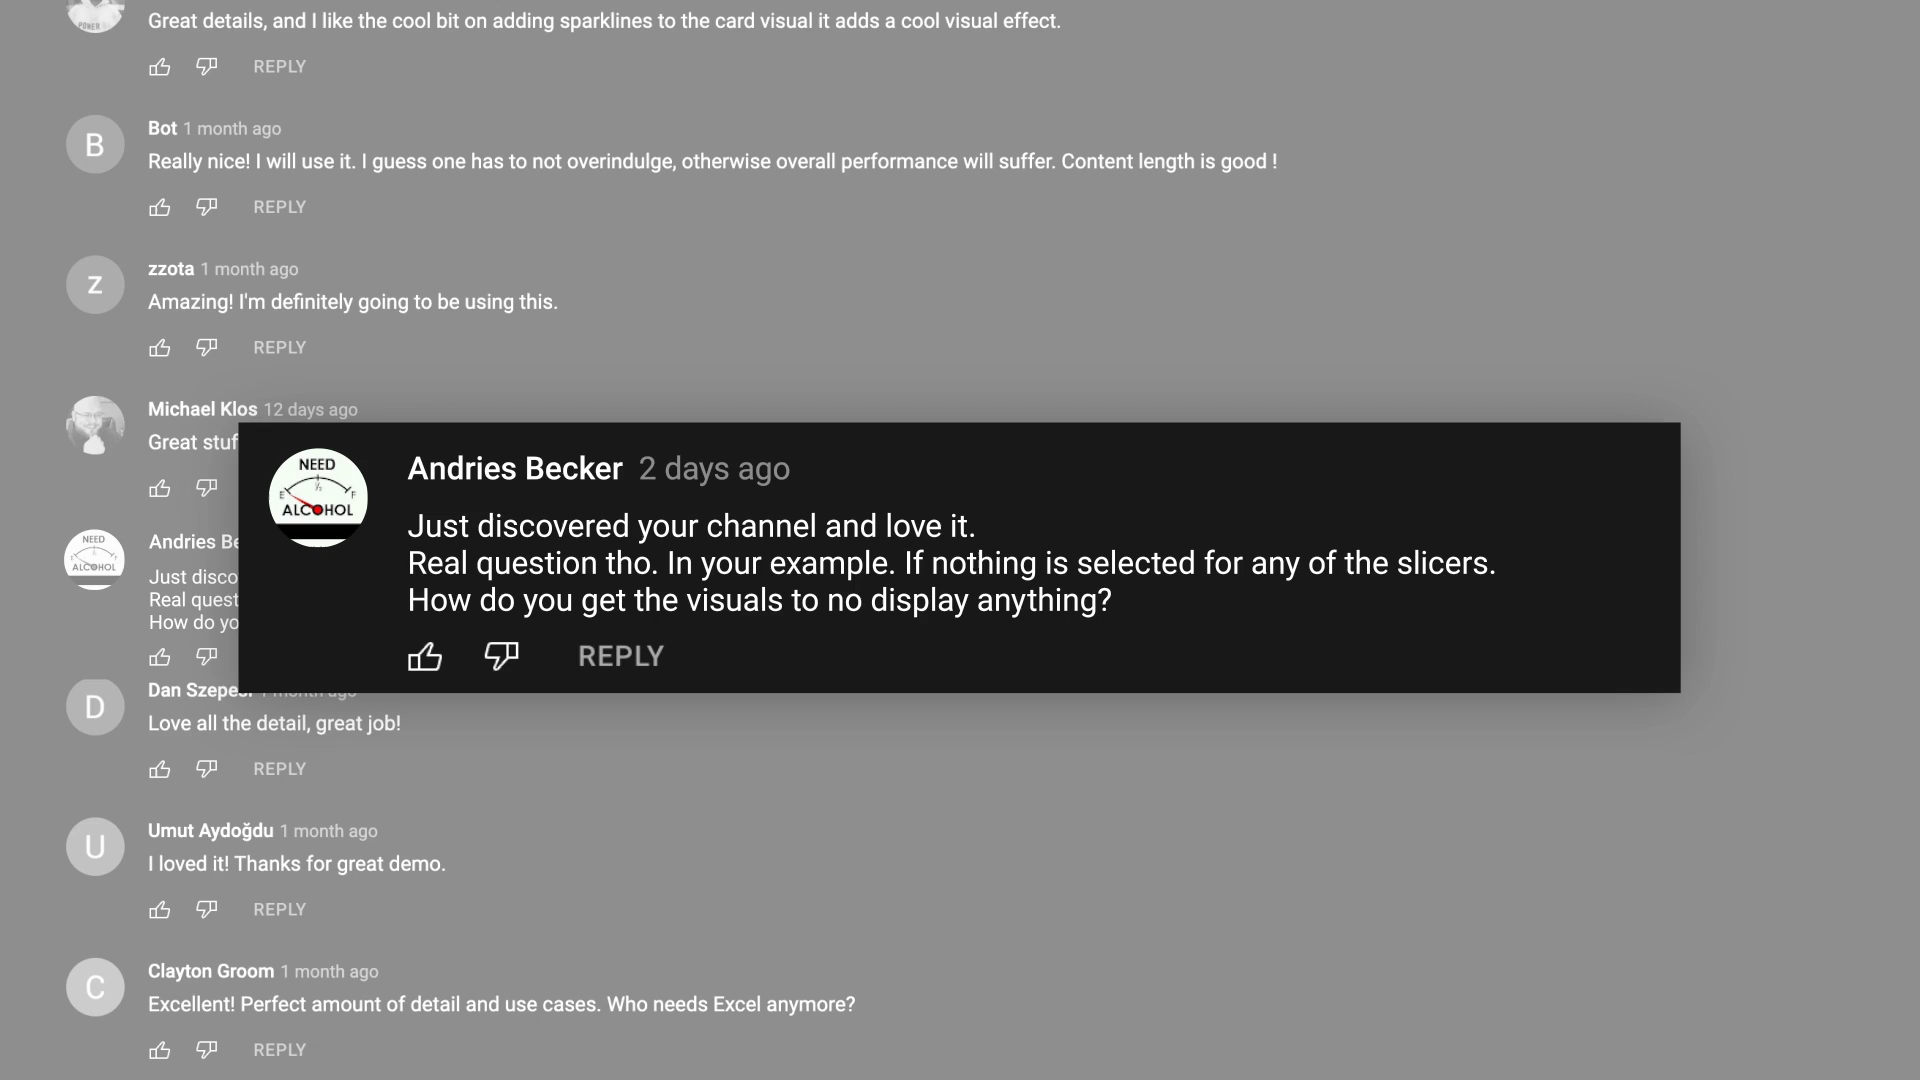 Great details, and I like the cool bit on adding sparklines to the card visual it adds a cool visual effect.
REPLY
B
Bot 1 month ago
Really nice! I will use it. I guess one has to not overindulge, otherwise overall performance will suffer. Content length is good !
REPLY
z
zzota 1 month ago
Amazing! I'm definitely going to be using this.
REPLY
Michael Klos 12 days ago
Great stuf
NEED
E ½ F
ALCOHOL
Andries Becker 2 days ago
Just discovered your channel and love it.
Real question tho. In your example. If nothing is selected for any of the slicers.
How do you get the visuals to no display anything?
REPLY
NEED
ALCOHOL
Andries Be
Just disco
Real quest
How do yo
D
Dan Szepesi 1 month ago
Love all the detail, great job!
REPLY
U
Umut Aydoğdu 1 month ago
I loved it! Thanks for great demo.
REPLY
C
Clayton Groom 1 month ago
Excellent! Perfect amount of detail and use cases. Who needs Excel anymore?
REPLY